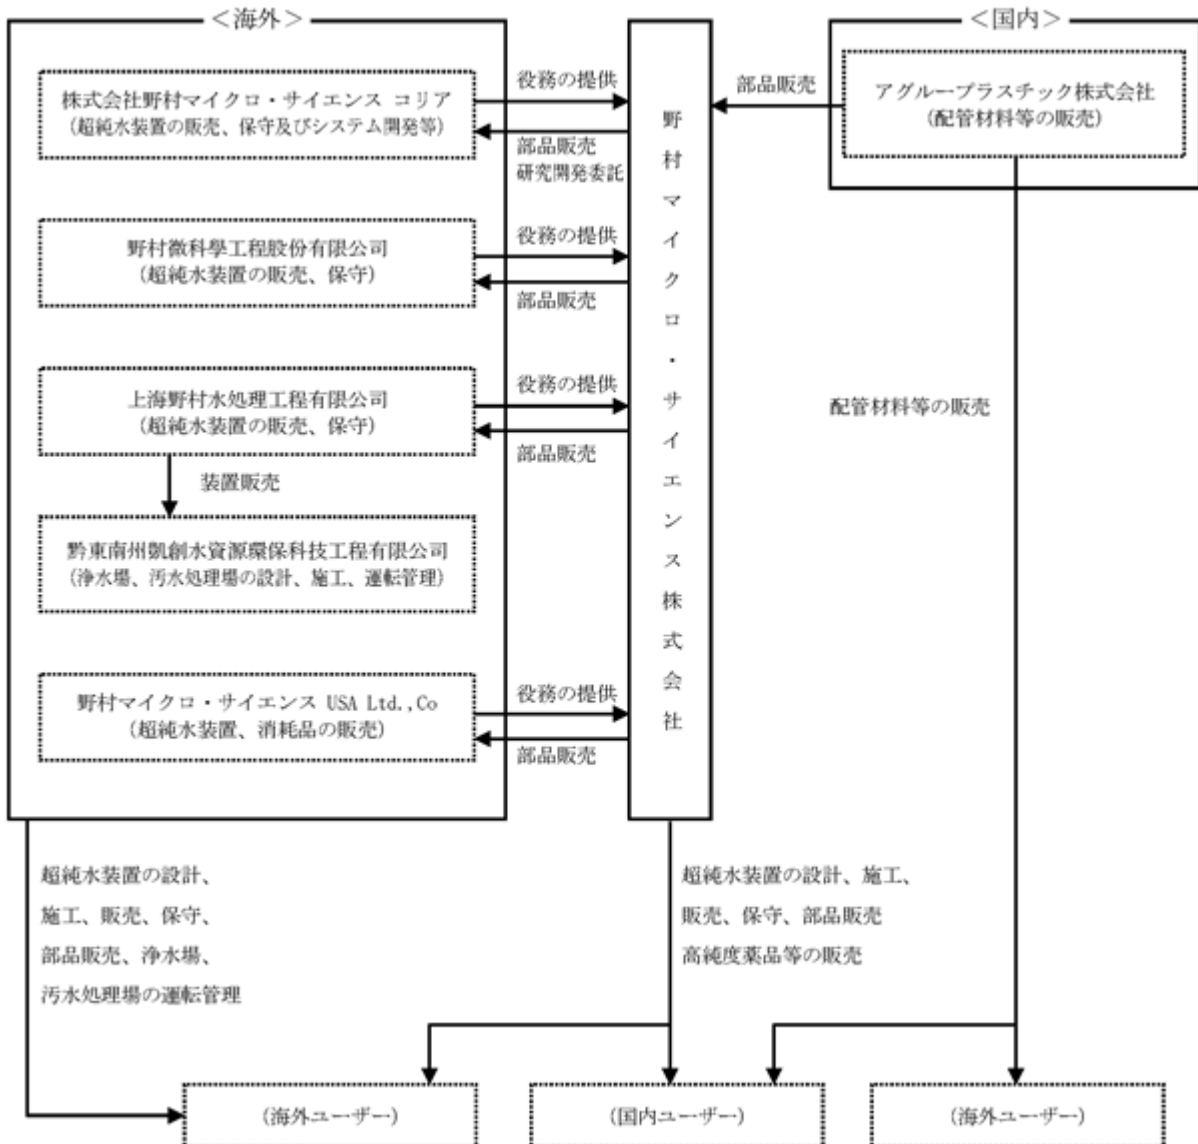 ＜海外＞
株式会社野村マイクロ・サイエンス コリア
(超純水装置の販売、保守及びシステム開発等)
役務の提供
部品販売
研究開発委託
野村微科學工程股份有限公司
(超純水装置の販売、保守)
役務の提供
部品販売
上海野村水処理工程有限公司
(超純水装置の販売、保守)
役務の提供
部品販売
装置販売
黔東南州凱創水資源環保科技工程有限公司
(浄水場、汚水処理場の設計、施工、運転管理)
野村マイクロ・サイエンス USA Ltd.,Co
(超純水装置、消耗品の販売)
役務の提供
部品販売
野村マイクロ・サイエンス株式会社
＜国内＞
アグループラスチック株式会社
(配管材料等の販売)
部品販売
配管材料等の販売
超純水装置の設計、
施工、販売、保守、
部品販売、浄水場、
汚水処理場の運転管理
超純水装置の設計、施工、
販売、保守、部品販売
高純度薬品等の販売
(海外ユーザー)
(国内ユーザー)
(海外ユーザー)